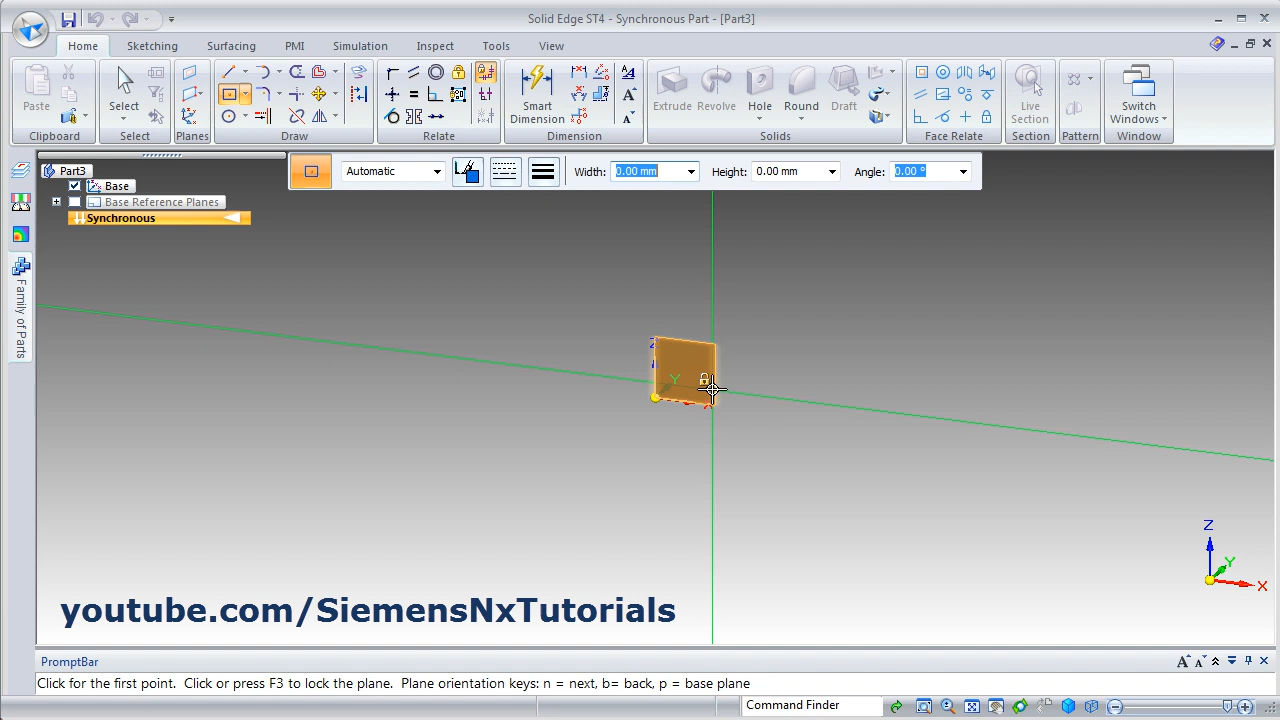 Solid Edge ST4 - Synchronous Part - [Part3]
Home Sketching Surfacing PMI Simulation Inspect Tools View
Paste Select Smart Dimension Extrude Revolve Hole Round Draft Live Section Switch Windows
Clipboard Select Planes Draw Relate Dimension Solids Face Relate Section Pattern Window
Part3 Automatic Width: 0.00 mm Height: 0.00 mm Angle: 0.00 °
Base
Base Reference Planes
Synchronous
Family of Parts
Z
Y
X
Z
Y
X
youtube.com/SiemensNxTutorials
PromptBar
Click for the first point. Click or press F3 to lock the plane. Plane orientation keys: n = next, b= back, p = base plane
Command Finder